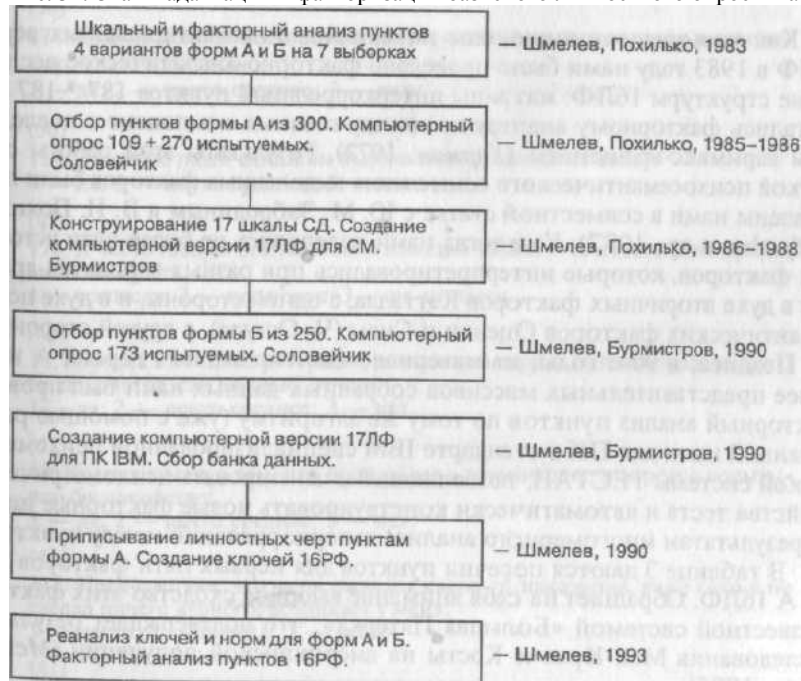 Шкальный и факторный анализ пунктов
4 вариантов форм А и Б на 7 выборках.
— Шмелев, Похилько, 1983
Отбор пунктов формы А из 300. Компьютерный
опрос 109 + 270 испытуемых.
Соловейчик
— Шмелев, Похилько, 1985–1986
Конструирование 17 шкалы СД. Создание
компьютерной версии 17ЛФ для СМ.
Бурмистров
— Шмелев, Похилько, 1986–1988
Отбор пунктов формы Б из 250. Компьютерный
опрос 173 испытуемых. Соловейчик
— Шмелев, Бурмистров, 1990
Создание компьютерной версии 17ЛФ
на ПК IBM. Сбор банка данных.
— Шмелев, Бурмистров, 1990
Приписывание личностных черт пунктам
формы А. Создание ключей 16РФ.
— Шмелев, 1990
Реанализ ключей и норм для форм А и Б.
Факторный анализ пунктов 16РФ.
— Шмелев, 1993